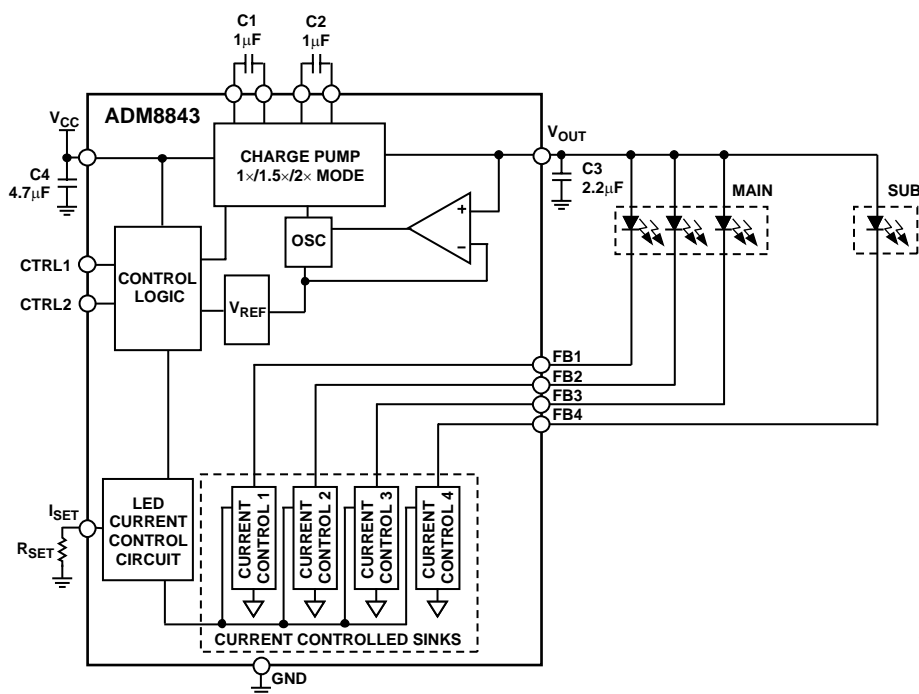 C1
1µF
C2
1µF
ADM8843
VCC
VOUT
C4
4.7µF
CHARGE PUMP
1×/1.5×/2× MODE
C3
2.2µF
MAIN
SUB
+
–
OSC
CTRL1
CTRL2
CONTROL
LOGIC
VREF
FB1
FB2
FB3
FB4
ISET
RSET
LED
CURRENT
CONTROL
CIRCUIT
CURRENT
CONTROL 1
CURRENT
CONTROL 2
CURRENT
CONTROL 3
CURRENT
CONTROL 4
CURRENT CONTROLLED SINKS
GND